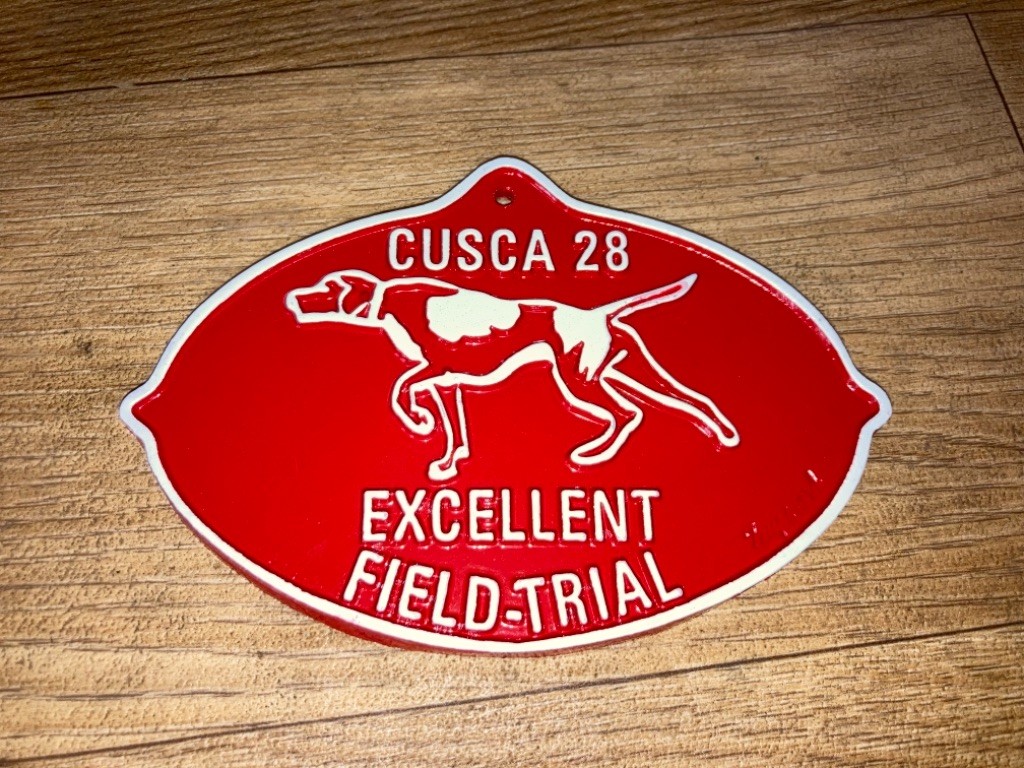 CUSCA 28
EXCELLENT
FIELD-TRIAL